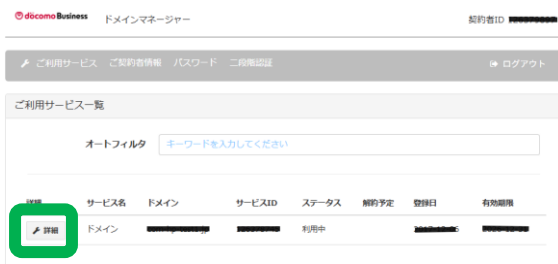 döcomo Business ドメインマネージャー
契約者ID
ご利用サービス ご契約者情報 パスワード 二段階認証 ログアウト
ご利用サービス一覧
オートフィルタ キーワードを入力してください
詳細 サービス名 ドメイン サービスID ステータス 解約予定 登録日 有効期限
詳細 ドメイン 利用中